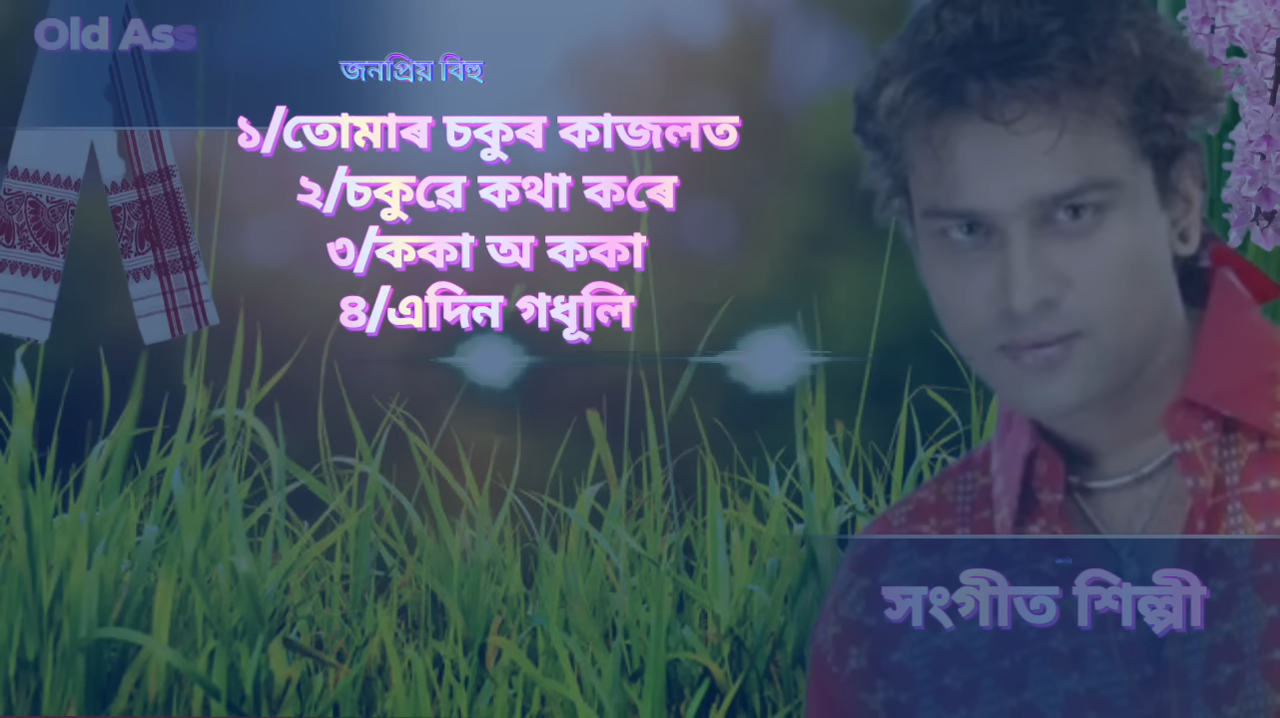 Old Ass
জনপ্ৰিয় বিহু
১/তোমাৰ চকুৰ কাজলত
২/চকুৱে কথা কৰে
৩/ককা অ ককা
৪/এদিন গধূলি
সংগীত শিল্পী